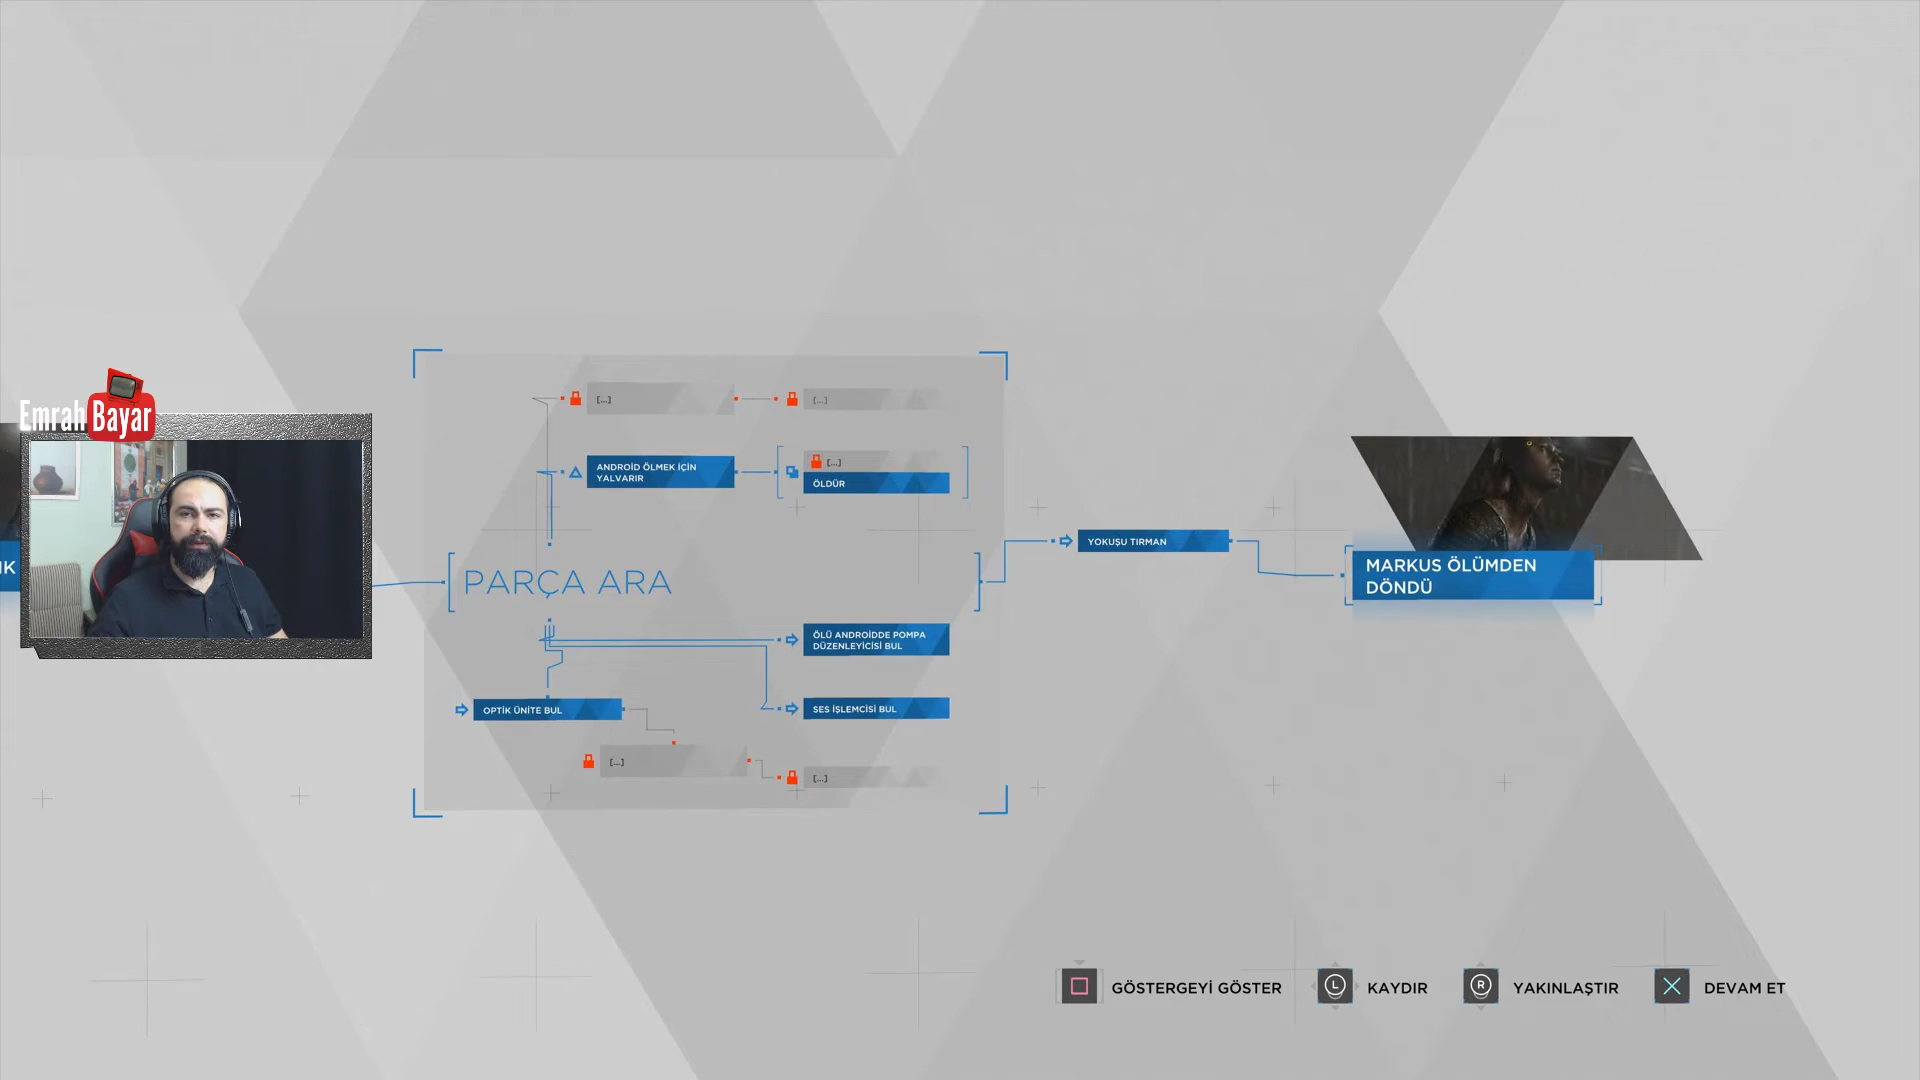 Emrah Bayar
IK
[...]
[...]
ANDROİD ÖLMEK İÇİN
YALVARIR
[...]
ÖLDÜR
PARÇA ARA
YOKUŞU TIRMAN
MARKUS ÖLÜMDEN
DÖNDÜ
ÖLÜ ANDROİDDE POMPA
DÜZENLEYİCİSİ BUL
OPTİK ÜNİTE BUL
SES İŞLEMCİSİ BUL
[...]
[...]
GÖSTERGEYİ GÖSTER
L
KAYDIR
R
YAKINLAŞTIR
DEVAM ET